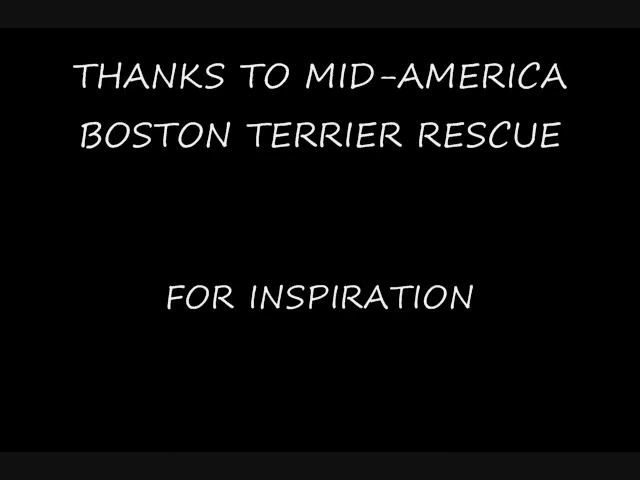 THANKS TO MID-AMERICA
BOSTON TERRIER RESCUE
FOR INSPIRATION